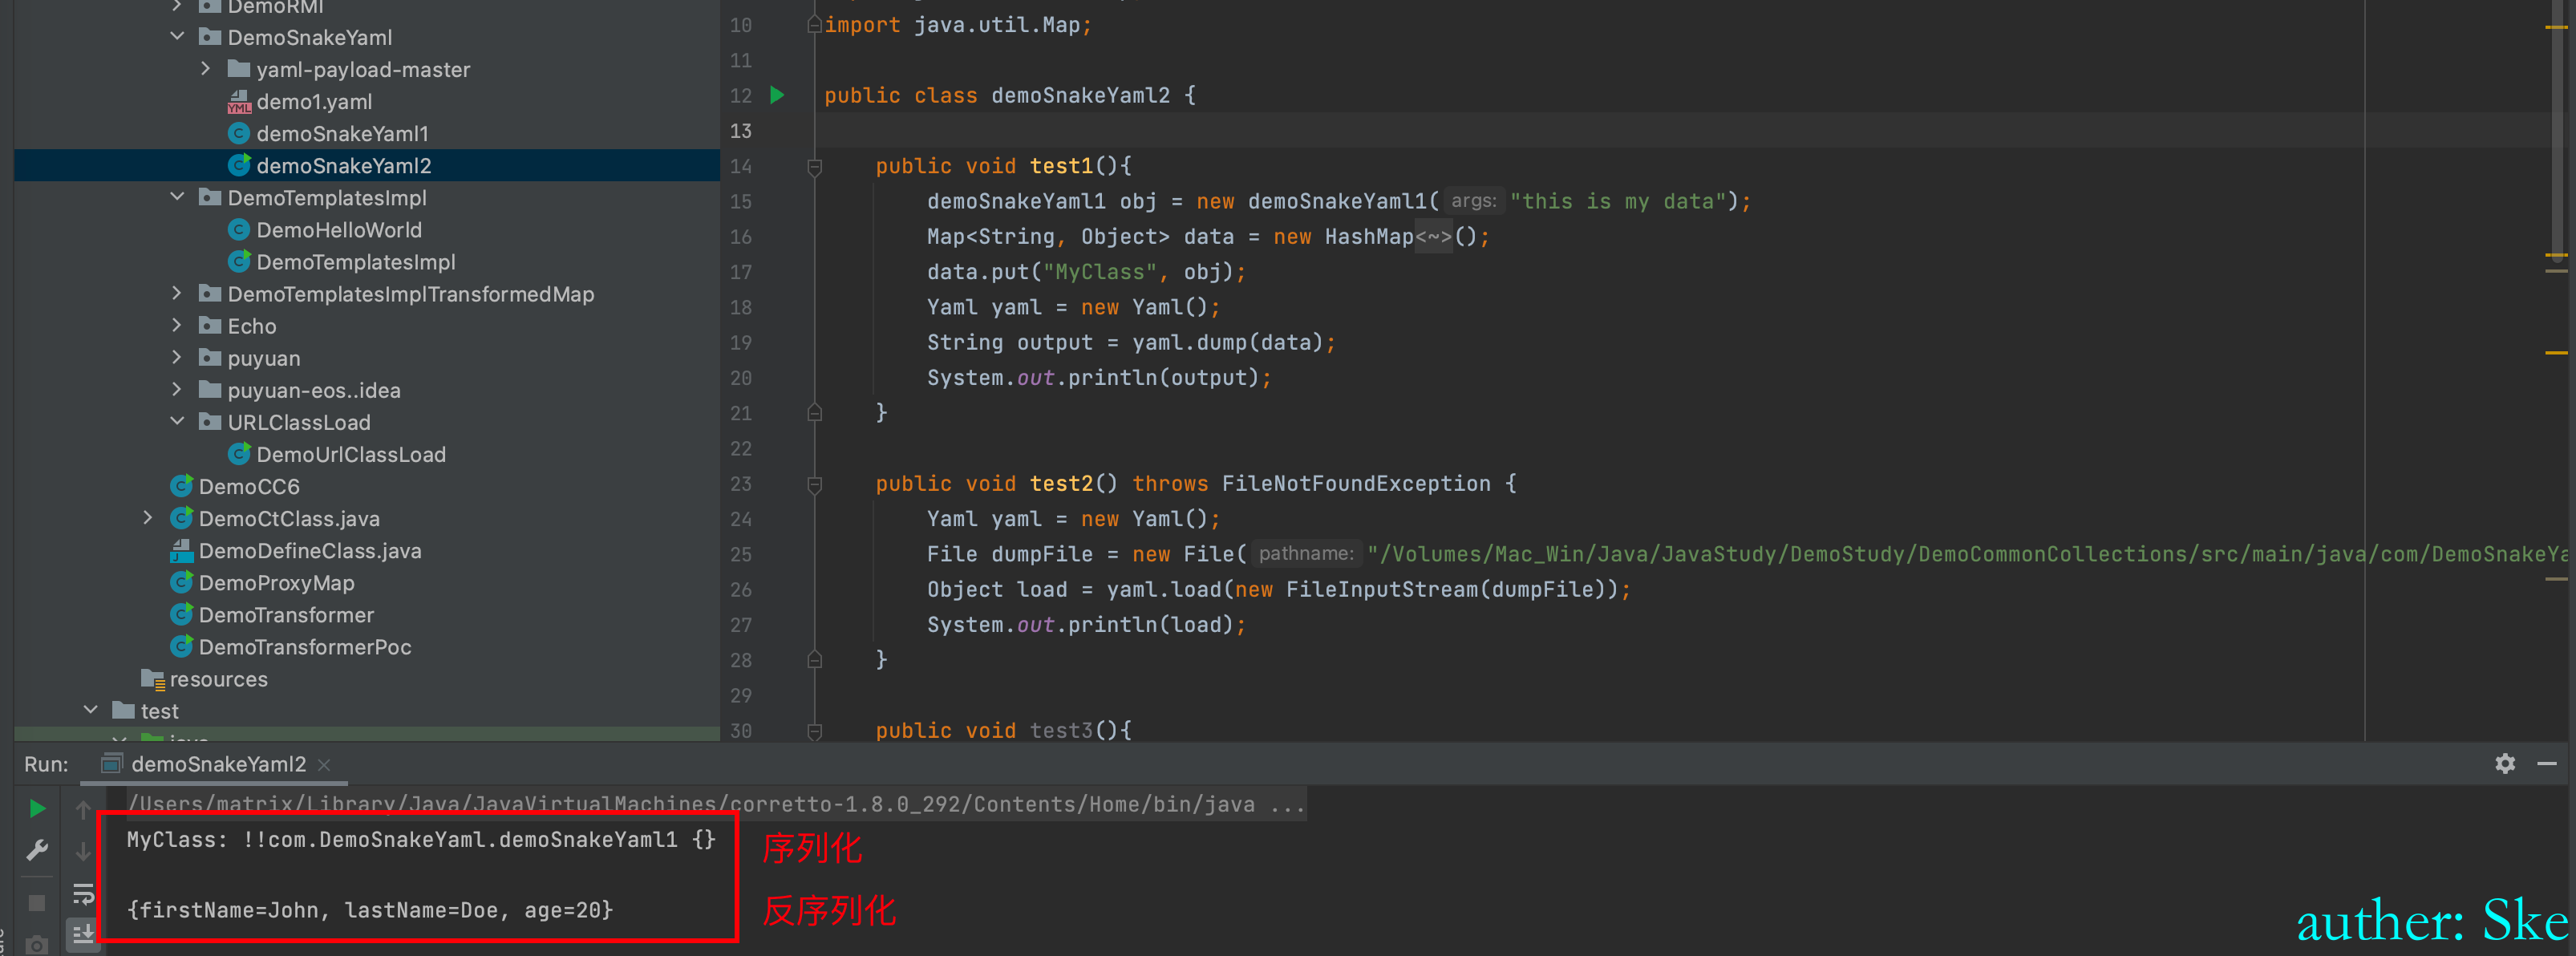 DemoRMI
DemoSnakeYaml
yaml-payload-master
demo1.yaml
demoSnakeYaml1
demoSnakeYaml2
DemoTemplatesImpl
DemoHelloWorld
DemoTemplatesImpl
DemoTemplatesImplTransformedMap
Echo
puyuan
puyuan-eos..idea
URLClassLoad
DemoUrlClassLoad
DemoCC6
DemoCtClass.java
DemoDefineClass.java
DemoProxyMap
DemoTransformer
DemoTransformerPoc
resources
test
java
10 import java.util.Map;
11
12 public class demoSnakeYaml2 {
13
14 public void test1(){
15 demoSnakeYaml1 obj = new demoSnakeYaml1( args: "this is my data");
16 Map<String, Object> data = new HashMap<~>();
17 data.put("MyClass", obj);
18 Yaml yaml = new Yaml();
19 String output = yaml.dump(data);
20 System.out.println(output);
21 }
22
23 public void test2() throws FileNotFoundException {
24 Yaml yaml = new Yaml();
25 File dumpFile = new File( pathname: "/Volumes/Mac_Win/Java/JavaStudy/DemoStudy/DemoCommonCollections/src/main/java/com/DemoSnakeYa
26 Object load = yaml.load(new FileInputStream(dumpFile));
27 System.out.println(load);
28 }
29
30 public void test3(){
Run: demoSnakeYaml2
/Users/matrix/Library/Java/JavaVirtualMachines/corretto-1.8.0_292/Contents/Home/bin/java ...
MyClass: !!com.DemoSnakeYaml.demoSnakeYaml1 {} 序列化
{firstName=John, lastName=Doe, age=20} 反序列化
auther: Ske